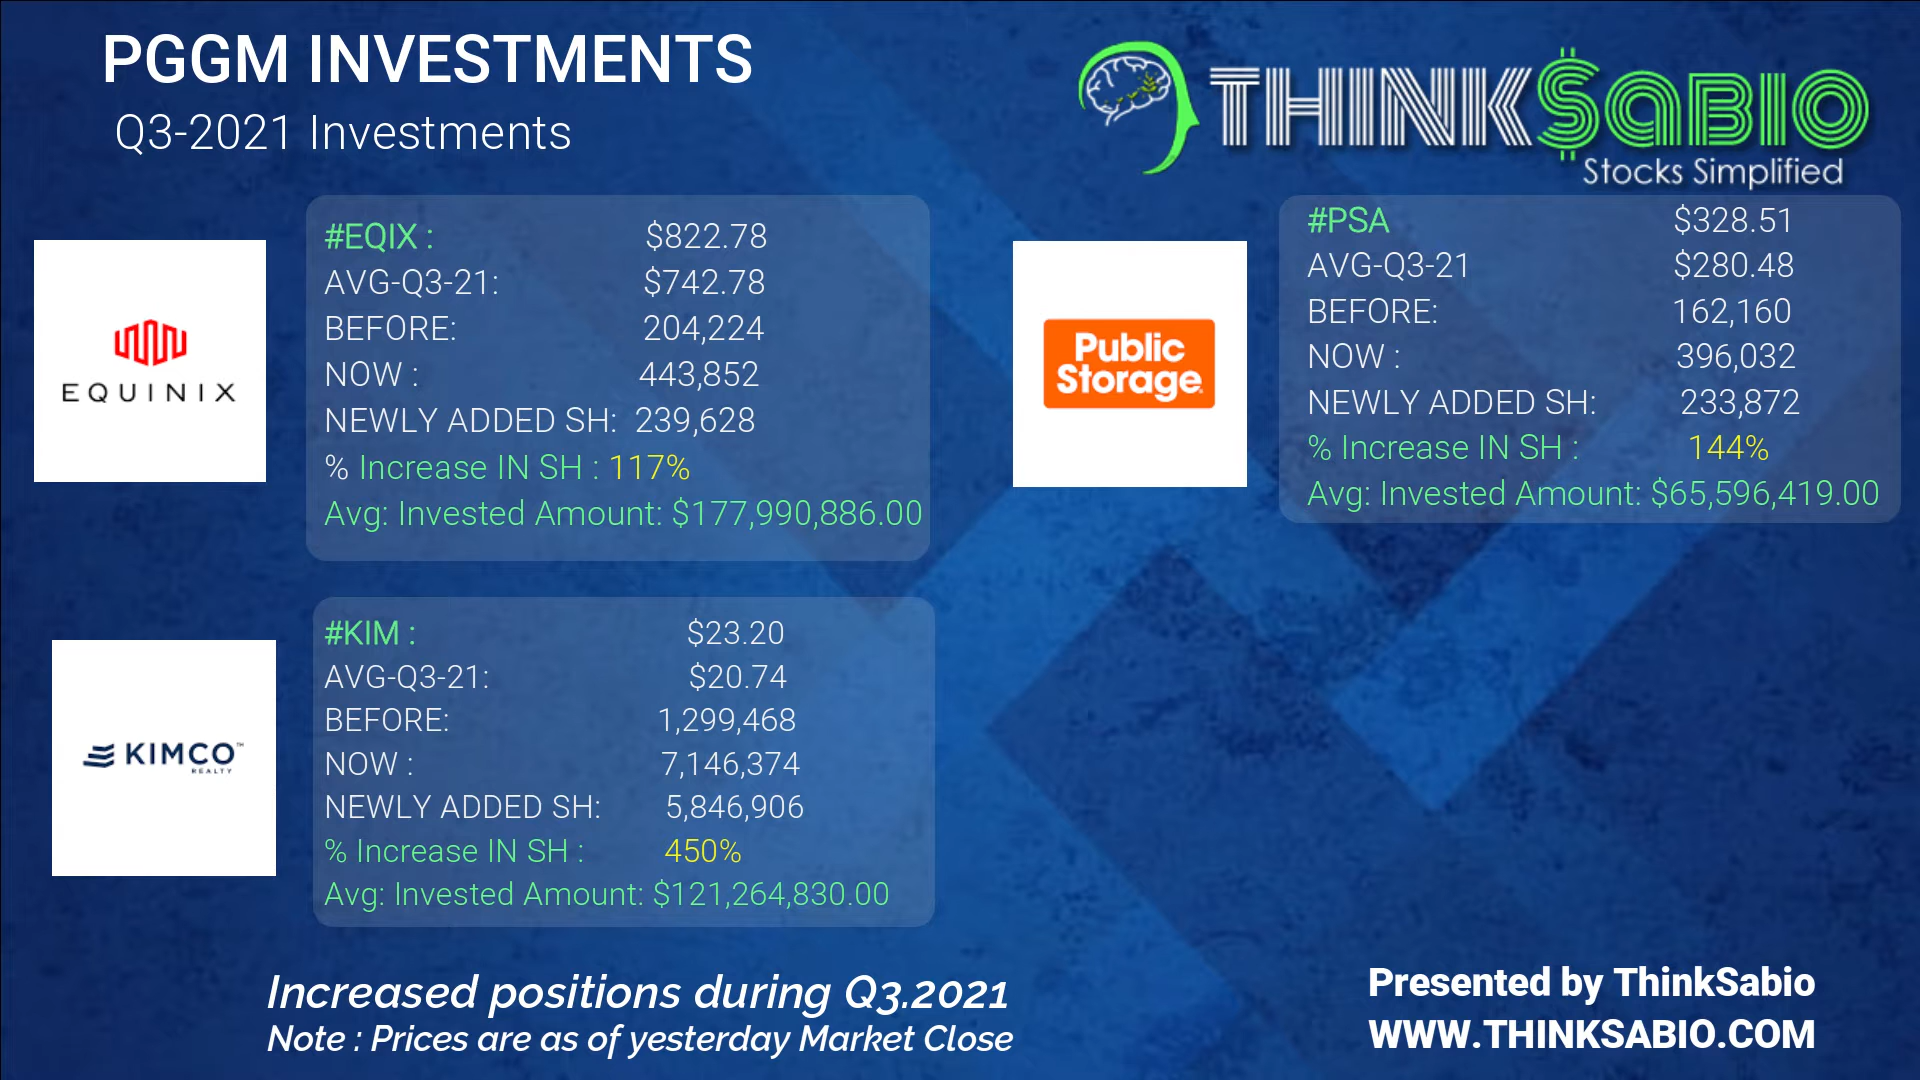 PGGM INVESTMENTS
Q3-2021 Investments
THINK$aBIO
Stocks Simplified
EQUINIX
#EQIX : $822.78
AVG-Q3-21: $742.78
BEFORE: 204,224
NOW : 443,852
NEWLY ADDED SH: 239,628
% Increase IN SH : 117%
Avg: Invested Amount: $177,990,886.00
Public
Storage
#PSA $328.51
AVG-Q3-21 $280.48
BEFORE: 162,160
NOW : 396,032
NEWLY ADDED SH: 233,872
% Increase IN SH : 144%
Avg: Invested Amount: $65,596,419.00
KIMCO™
REALTY
#KIM : $23.20
AVG-Q3-21: $20.74
BEFORE: 1,299,468
NOW : 7,146,374
NEWLY ADDED SH: 5,846,906
% Increase IN SH : 450%
Avg: Invested Amount: $121,264,830.00
Increased positions during Q3.2021
Note : Prices are as of yesterday Market Close
Presented by ThinkSabio
WWW.THINKSABIO.COM